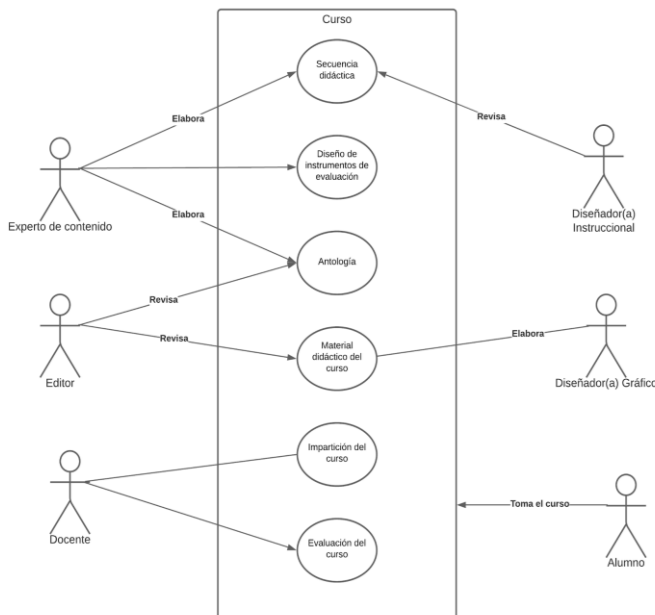 Curso
Secuencia
didáctica
Elabora
Revisa
Diseño de
instrumentos de
evaluación
Experto de contenido
Diseñador(a)
Instruccional
Elabora
Antología
Revisa
Revisa
Elabora
Material
didáctico del
curso
Editor
Diseñador(a) Gráfico
Impartición del
curso
Toma el curso
Docente
Evaluación del
curso
Alumno